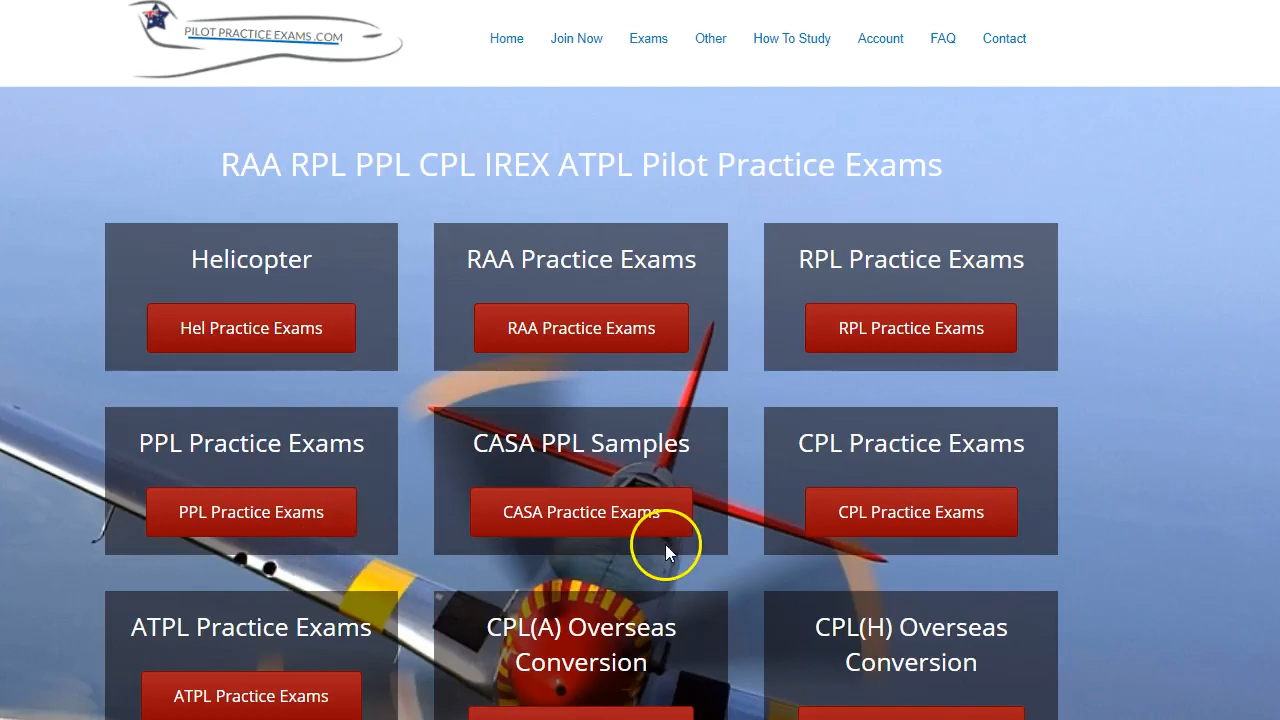 PILOT PRACTICE EXAMS .COM
Home Join Now Exams Other How To Study Account FAQ Contact
RAA RPL PPL CPL IREX ATPL Pilot Practice Exams
Helicopter
Hel Practice Exams
RAA Practice Exams
RAA Practice Exams
RPL Practice Exams
RPL Practice Exams
PPL Practice Exams
PPL Practice Exams
CASA PPL Samples
CASA Practice Exams
CPL Practice Exams
CPL Practice Exams
ATPL Practice Exams
ATPL Practice Exams
CPL(A) Overseas
Conversion
CPL(H) Overseas
Conversion